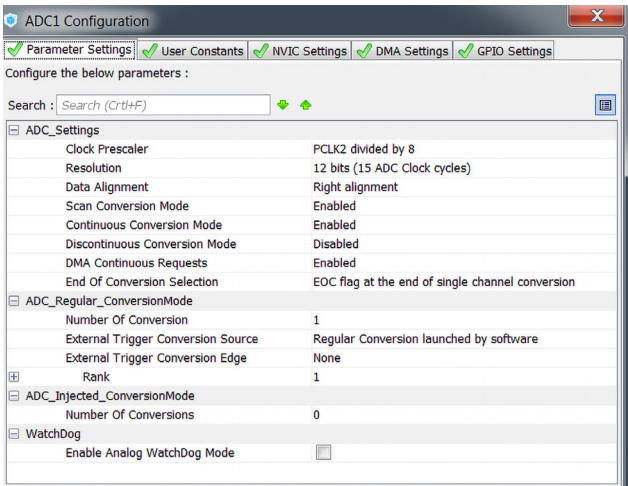 ADC1 Configuration
X
Parameter Settings User Constants NVIC Settings DMA Settings GPIO Settings
Configure the below parameters :
Search : Search (Crtl+F)
ADC_Settings
Clock Prescaler PCLK2 divided by 8
Resolution 12 bits (15 ADC Clock cycles)
Data Alignment Right alignment
Scan Conversion Mode Enabled
Continuous Conversion Mode Enabled
Discontinuous Conversion Mode Disabled
DMA Continuous Requests Enabled
End Of Conversion Selection EOC flag at the end of single channel conversion
ADC_Regular_ConversionMode
Number Of Conversion 1
External Trigger Conversion Source Regular Conversion launched by software
External Trigger Conversion Edge None
Rank 1
ADC_Injected_ConversionMode
Number Of Conversions 0
WatchDog
Enable Analog WatchDog Mode